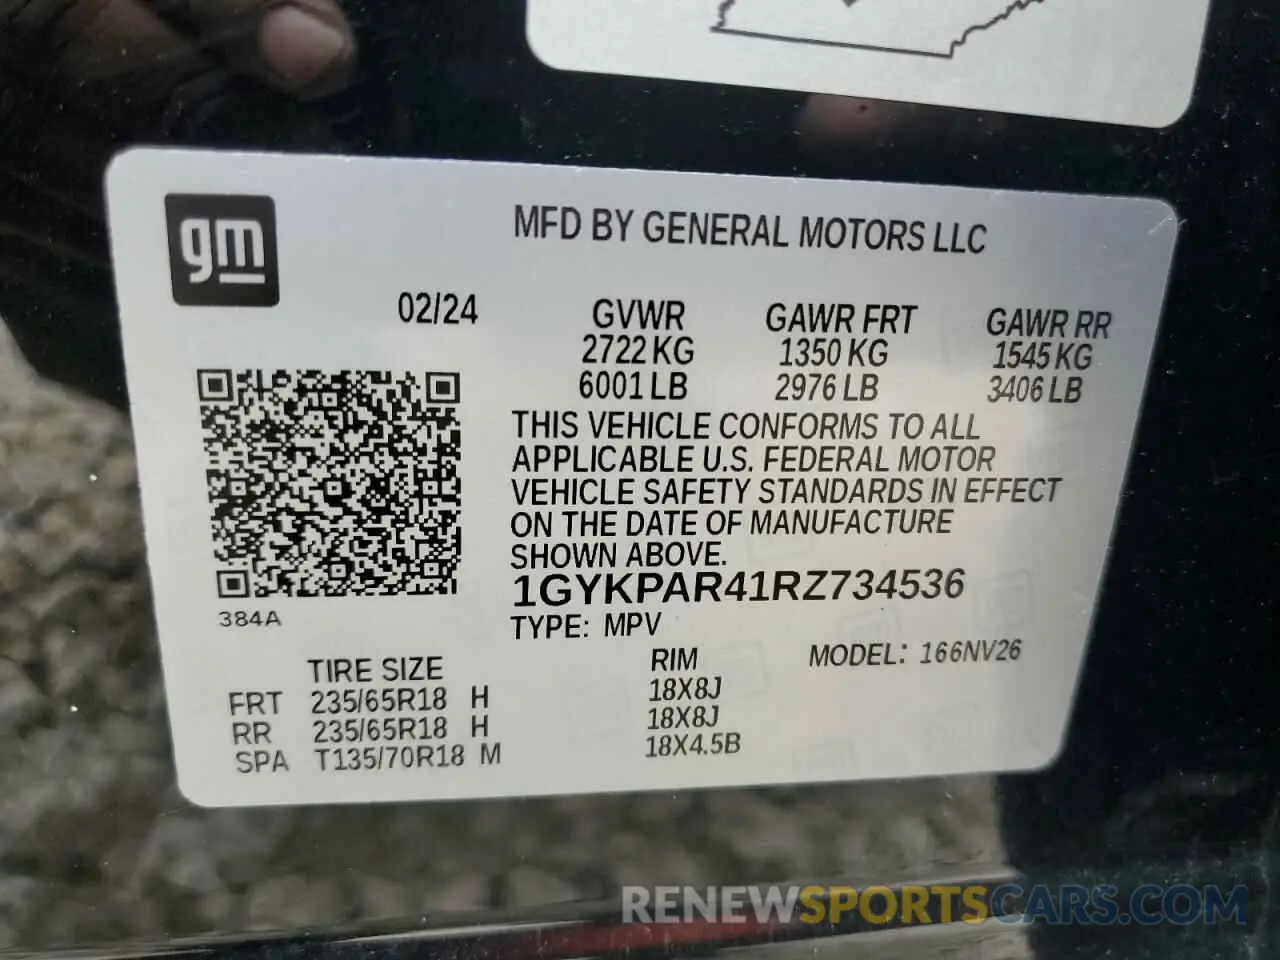 gm
MFD BY GENERAL MOTORS LLC
02/24
GVWR GAWR FRT GAWR RR
2722 KG 1350 KG 1545 KG
6001 LB 2976 LB 3406 LB
THIS VEHICLE CONFORMS TO ALL
APPLICABLE U.S. FEDERAL MOTOR
VEHICLE SAFETY STANDARDS IN EFFECT
ON THE DATE OF MANUFACTURE
SHOWN ABOVE.
1GYKPAR41RZ734536
384A
TYPE: MPV
MODEL: 166NV26
TIRE SIZE RIM
FRT 235/65R18 H 18X8J
RR 235/65R18 H 18X8J
SPA T135/70R18 M 18X4.5B
RENEWSPORTSCARS.COM